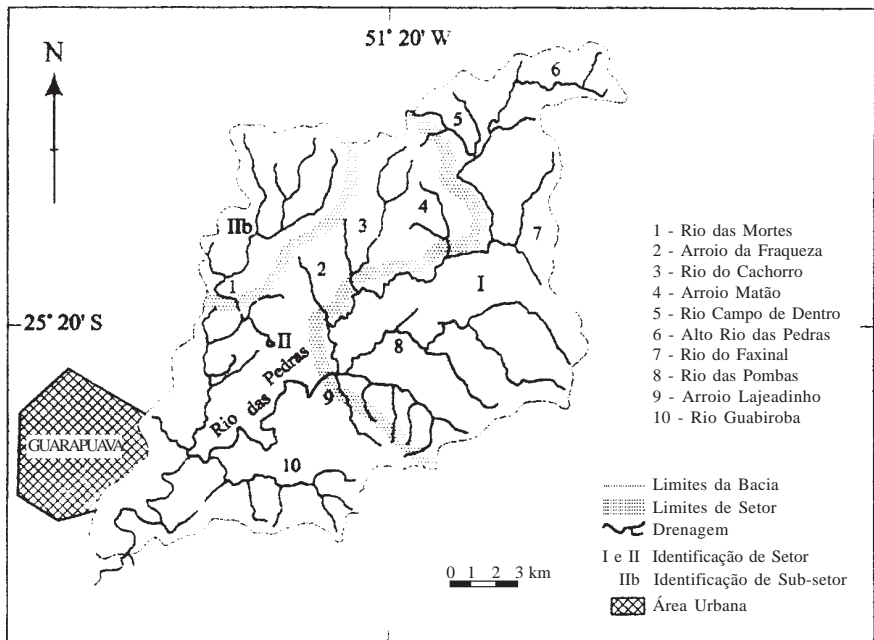 51° 20' W
N
6
5
IIb
3
4
7
2
I
1
25° 20' S
II
8
Rio das Pedras
9
GUARAPUAVA
10
1 - Rio das Mortes
2 - Arroio da Fraqueza
3 - Rio do Cachorro
4 - Arroio Matão
5 - Rio Campo de Dentro
6 - Alto Rio das Pedras
7 - Rio do Faxinal
8 - Rio das Pombas
9 - Arroio Lajeadinho
10 - Rio Guabiroba
Limites da Bacia
Limites de Setor
Drenagem
I e II Identificação de Setor
IIb Identificação de Sub-setor
Área Urbana
0 1 2 3 km